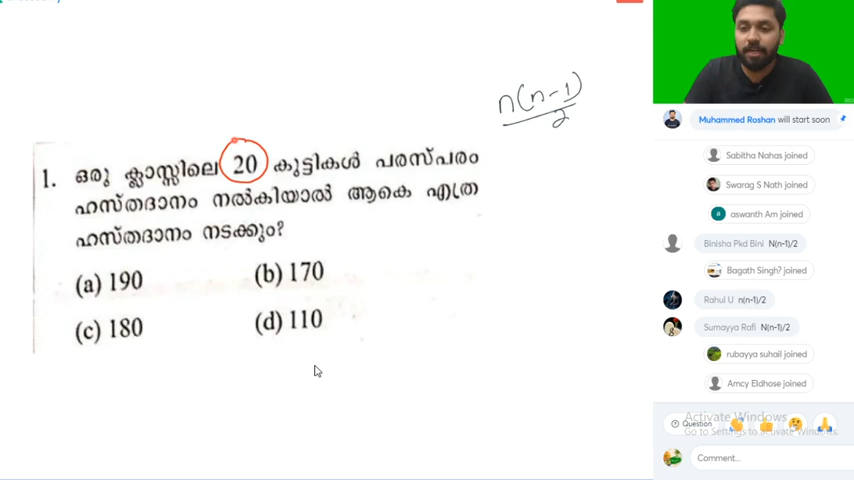 n(n-1)
2
1. ഒരു ക്ലാസ്സിലെ 20 കുട്ടികൾ പരസ്പരം
ഹസ്തദാനം നൽകിയാൽ ആകെ എത്ര
ഹസ്തദാനം നടക്കും?
(a) 190 (b) 170
(c) 180 (d) 110
Muhammed Roshan will start soon
Sabitha Nahas joined
Swarag S Nath joined
a aswanth Am joined
Binisha Pkd Bini N(n-1)/2
Bagath Singh? joined
Rahul U n(n-1)/2
Sumayya Rafi N(n-1)/2
rubayya suhail joined
Amcy Eldhose joined
Activate Windows
Question
Go to Settings to activate Windows.
Comment...